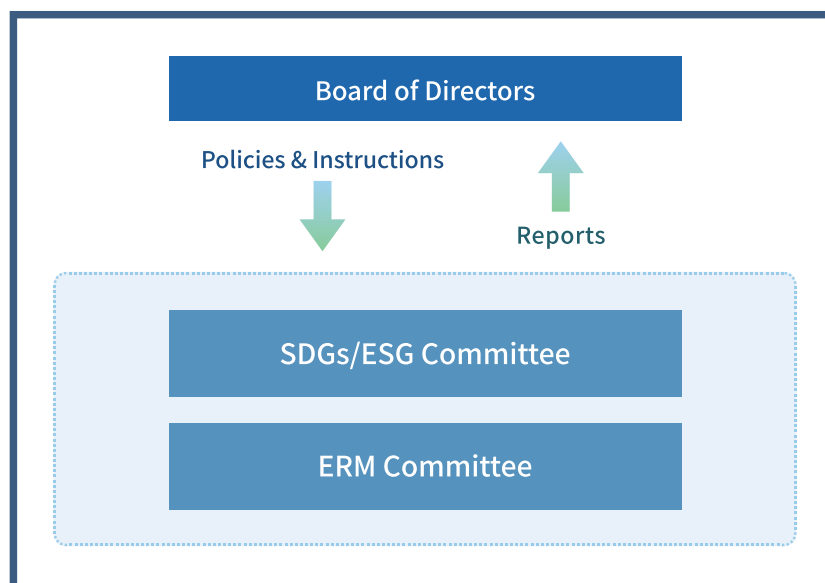 Board of Directors
Policies & Instructions
Reports
SDGs/ESG Committee
ERM Committee